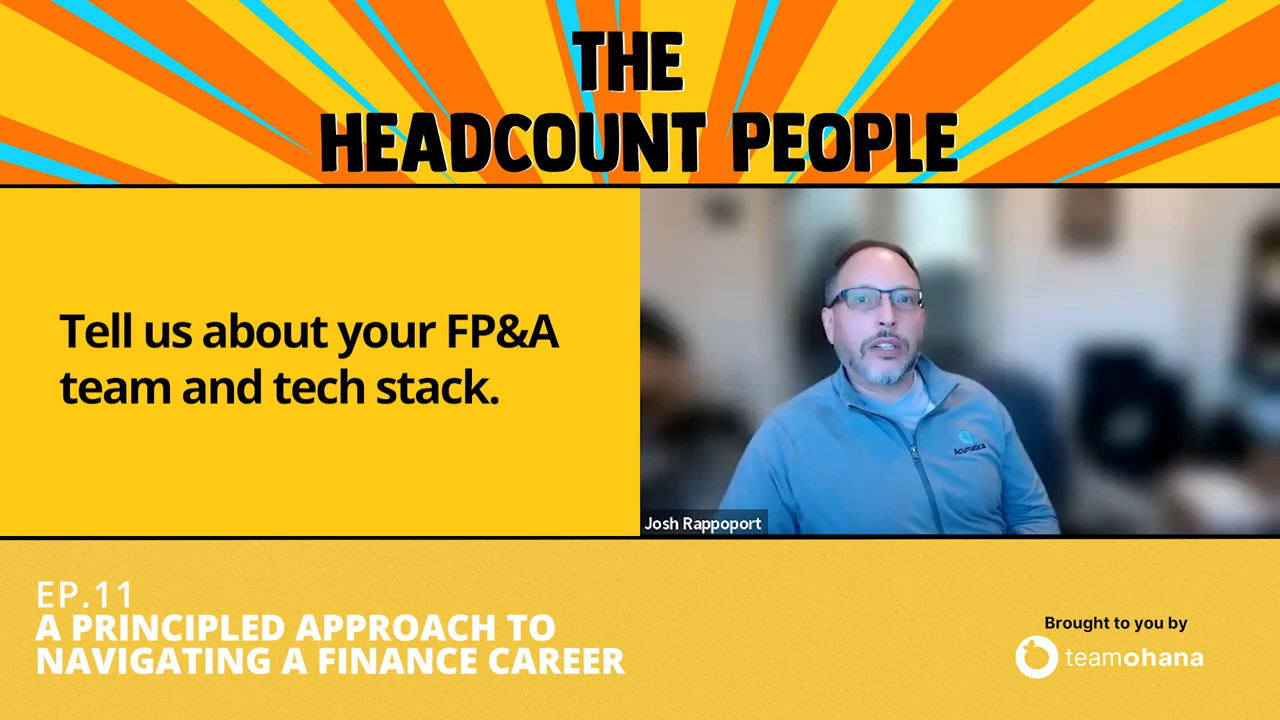 THE
HEADCOUNT PEOPLE
Tell us about your FP&A
team and tech stack.
Acumatica
Josh Rappoport
EP.11
A PRINCIPLED APPROACH TO
NAVIGATING A FINANCE CAREER
Brought to you by
teamohana